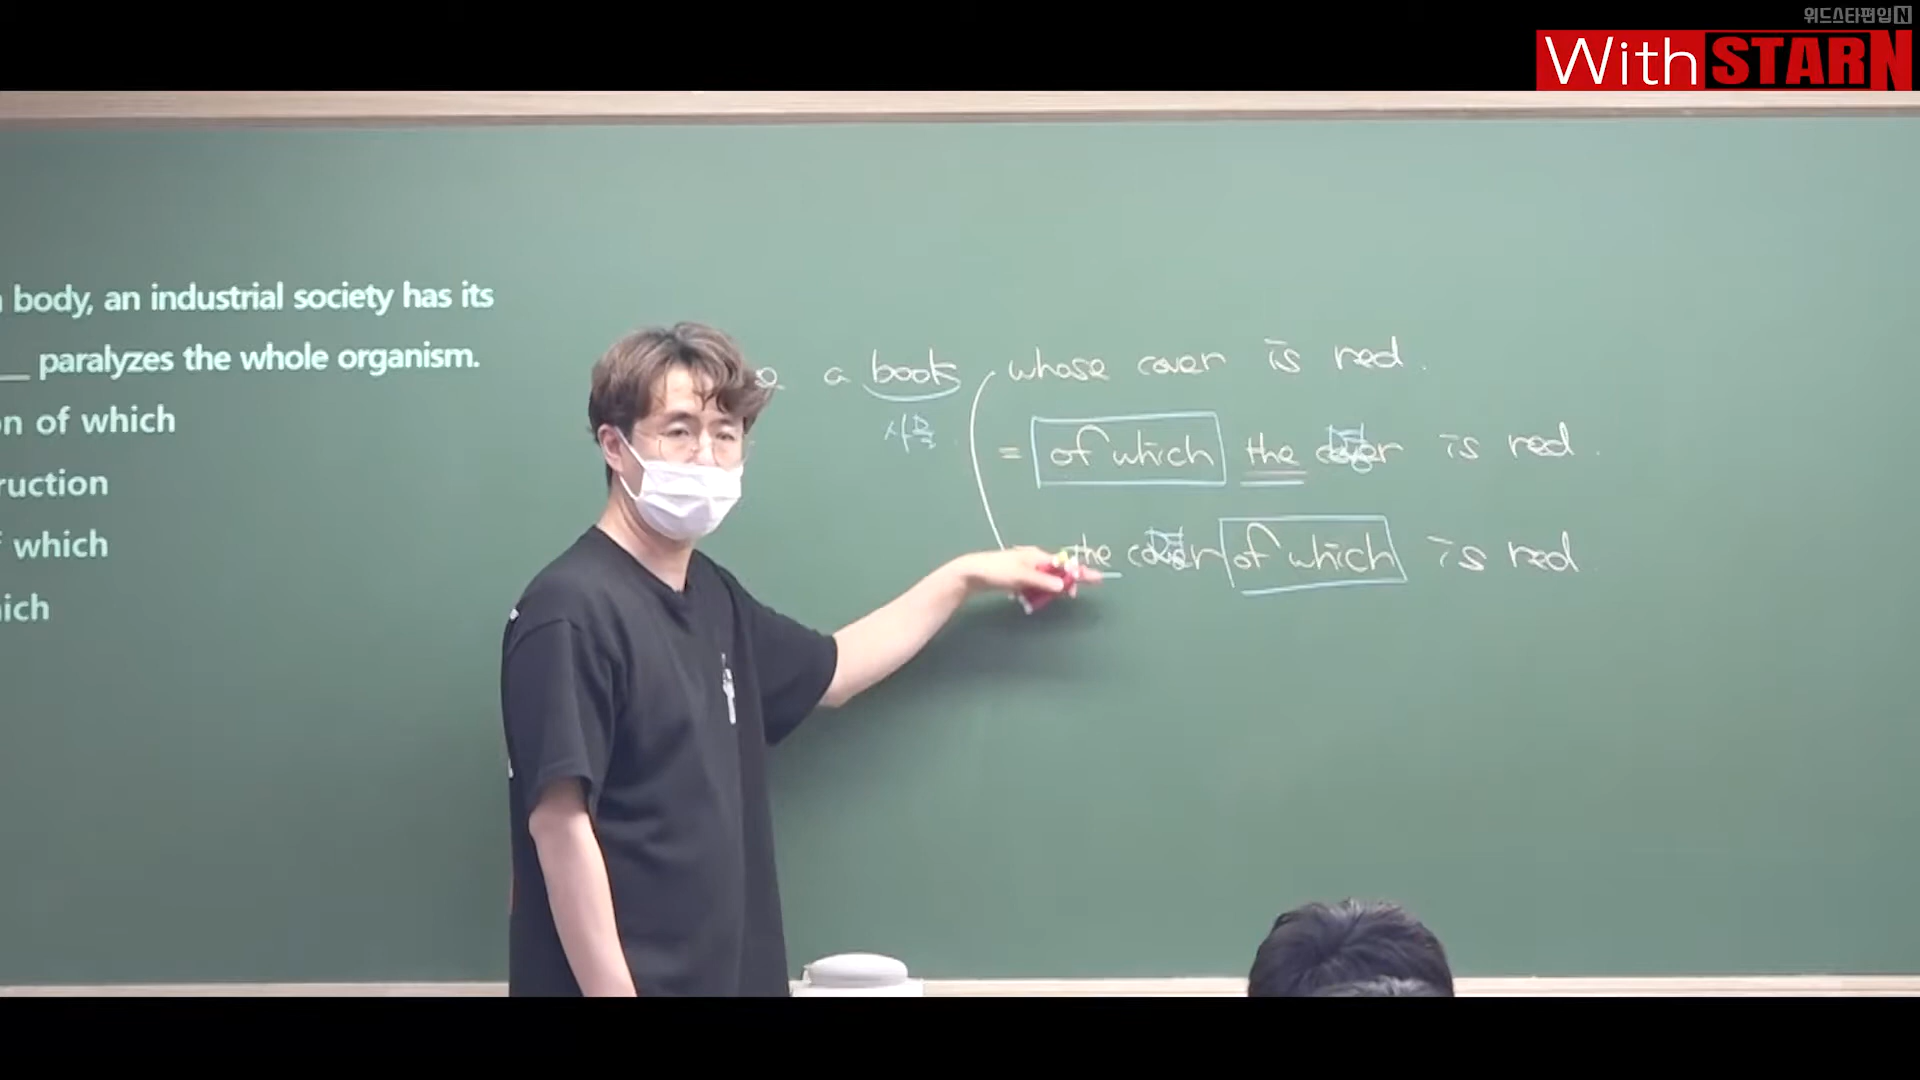 위드스타편입N
With STARN
body, an industrial society has its
paralyzes the whole organism.
n of which
ruction
which
ich
a book whose cover is red.
사물
= of which the cover is red.
the cover of which is red